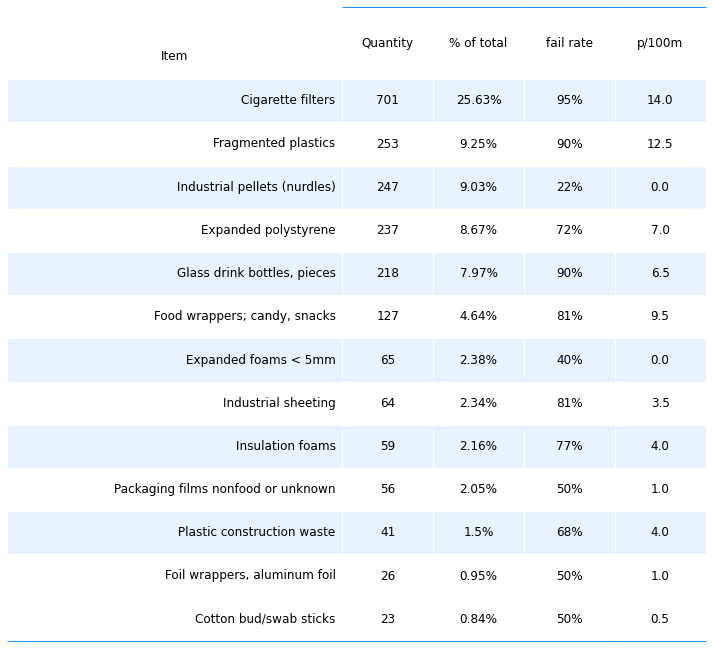 Item Quantity % of total fail rate p/100m
Cigarette filters 701 25.63% 95% 14.0
Fragmented plastics 253 9.25% 90% 12.5
Industrial pellets (nurdles) 247 9.03% 22% 0.0
Expanded polystyrene 237 8.67% 72% 7.0
Glass drink bottles, pieces 218 7.97% 90% 6.5
Food wrappers; candy, snacks 127 4.64% 81% 9.5
Expanded foams < 5mm 65 2.38% 40% 0.0
Industrial sheeting 64 2.34% 81% 3.5
Insulation foams 59 2.16% 77% 4.0
Packaging films nonfood or unknown 56 2.05% 50% 1.0
Plastic construction waste 41 1.5% 68% 4.0
Foil wrappers, aluminum foil 26 0.95% 50% 1.0
Cotton bud/swab sticks 23 0.84% 50% 0.5